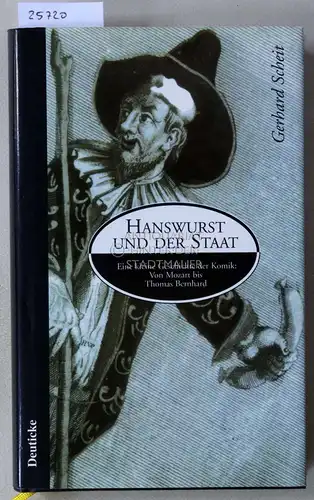 25720
Gerhard Scheit
HANSWURST
UND DER STAAT
Eine kleine Geschichte der Komik:
Von Mozart bis
Thomas Bernhard
STADTMAUER
Deuticke